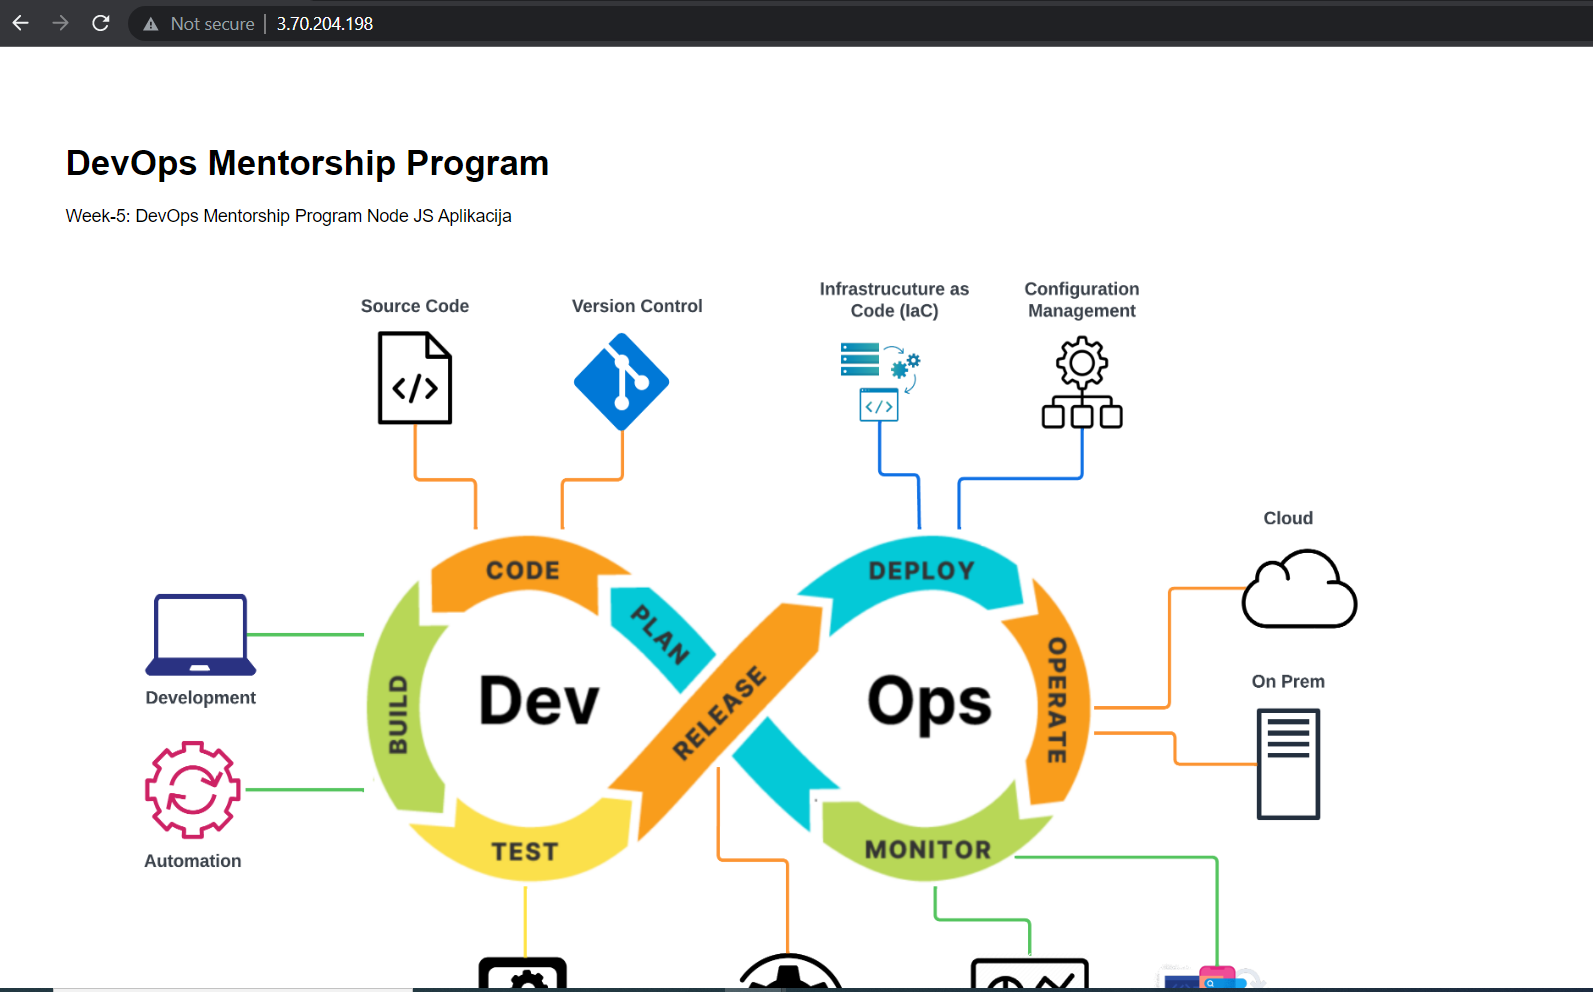 Not secure | 3.70.204.198
DevOps Mentorship Program
Week-5: DevOps Mentorship Program Node JS Aplikacija
Source Code
Version Control
Infrastrucuture as
Code (IaC)
Configuration
Management
</>
</>
Cloud
CODE
DEPLOY
PLAN
OPERATE
Development
BUILD
Dev
RELEASE
Ops
On Prem
Automation
TEST
MONITOR